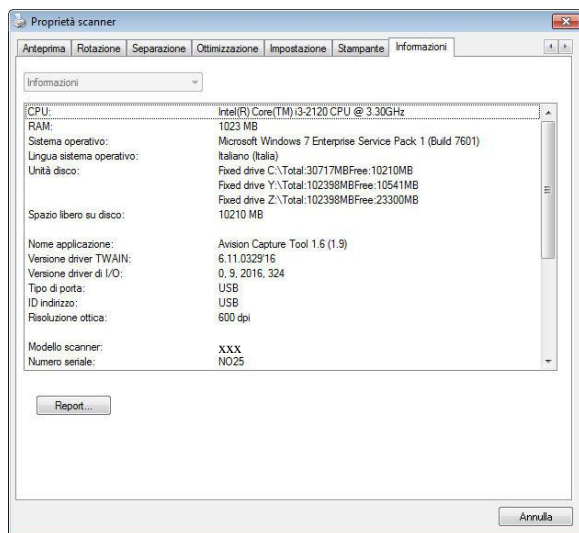 Proprietà scanner
Anteprima Rotazione Separazione Ottimizzazione Impostazione Stampante Informazioni
Informazioni
CPU: Intel(R) Core(TM) i3-2120 CPU @ 3.30GHz
RAM: 1023 MB
Sistema operativo: Microsoft Windows 7 Enterprise Service Pack 1 (Build 7601)
Lingua sistema operativo: Italiano (Italia)
Unità disco: Fixed drive C:\Total:30717MBFree:10210MB
Fixed drive Y:\Total:102398MBFree:10541MB
Fixed drive Z:\Total:102398MBFree:23300MB
Spazio libero su disco: 10210 MB
Nome applicazione: Avision Capture Tool 1.6 (1.9)
Versione driver TWAIN: 6.11.0329'16
Versione driver di I/O: 0, 9, 2016, 324
Tipo di porta: USB
ID indirizzo: USB
Risoluzione ottica: 600 dpi
Modello scanner: XXX
Numero seriale: NO25
Report...
Annulla